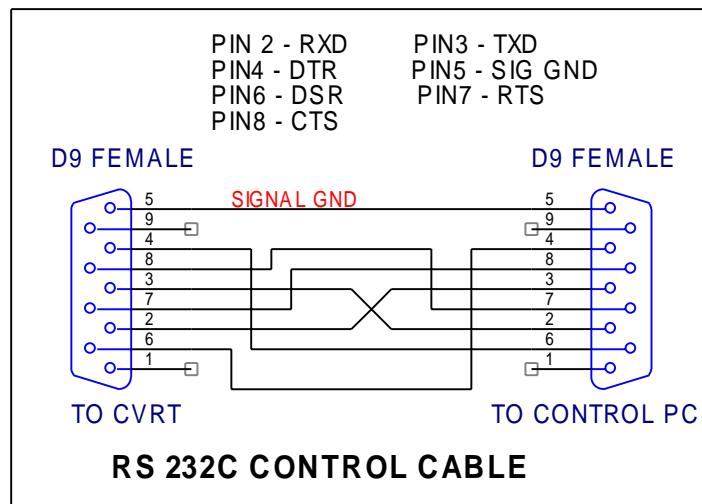 PIN 2 - RXD PIN3 - TXD
PIN4 - DTR PIN5 - SIG GND
PIN6 - DSR PIN7 - RTS
PIN8 - CTS
D9 FEMALE D9 FEMALE
5 SIGNAL GND 5
9 9
4 4
8 8
3 3
7 7
2 2
6 6
1 1
TO CVRT TO CONTROL PC
RS 232C CONTROL CABLE